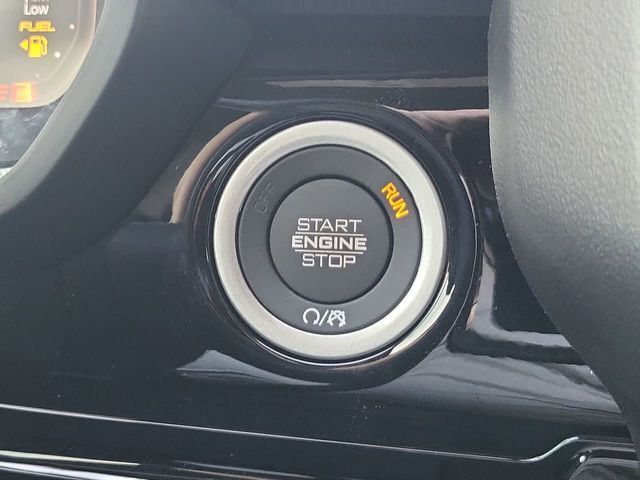 Low
FUEL
OFF
RUN
START
ENGINE
STOP